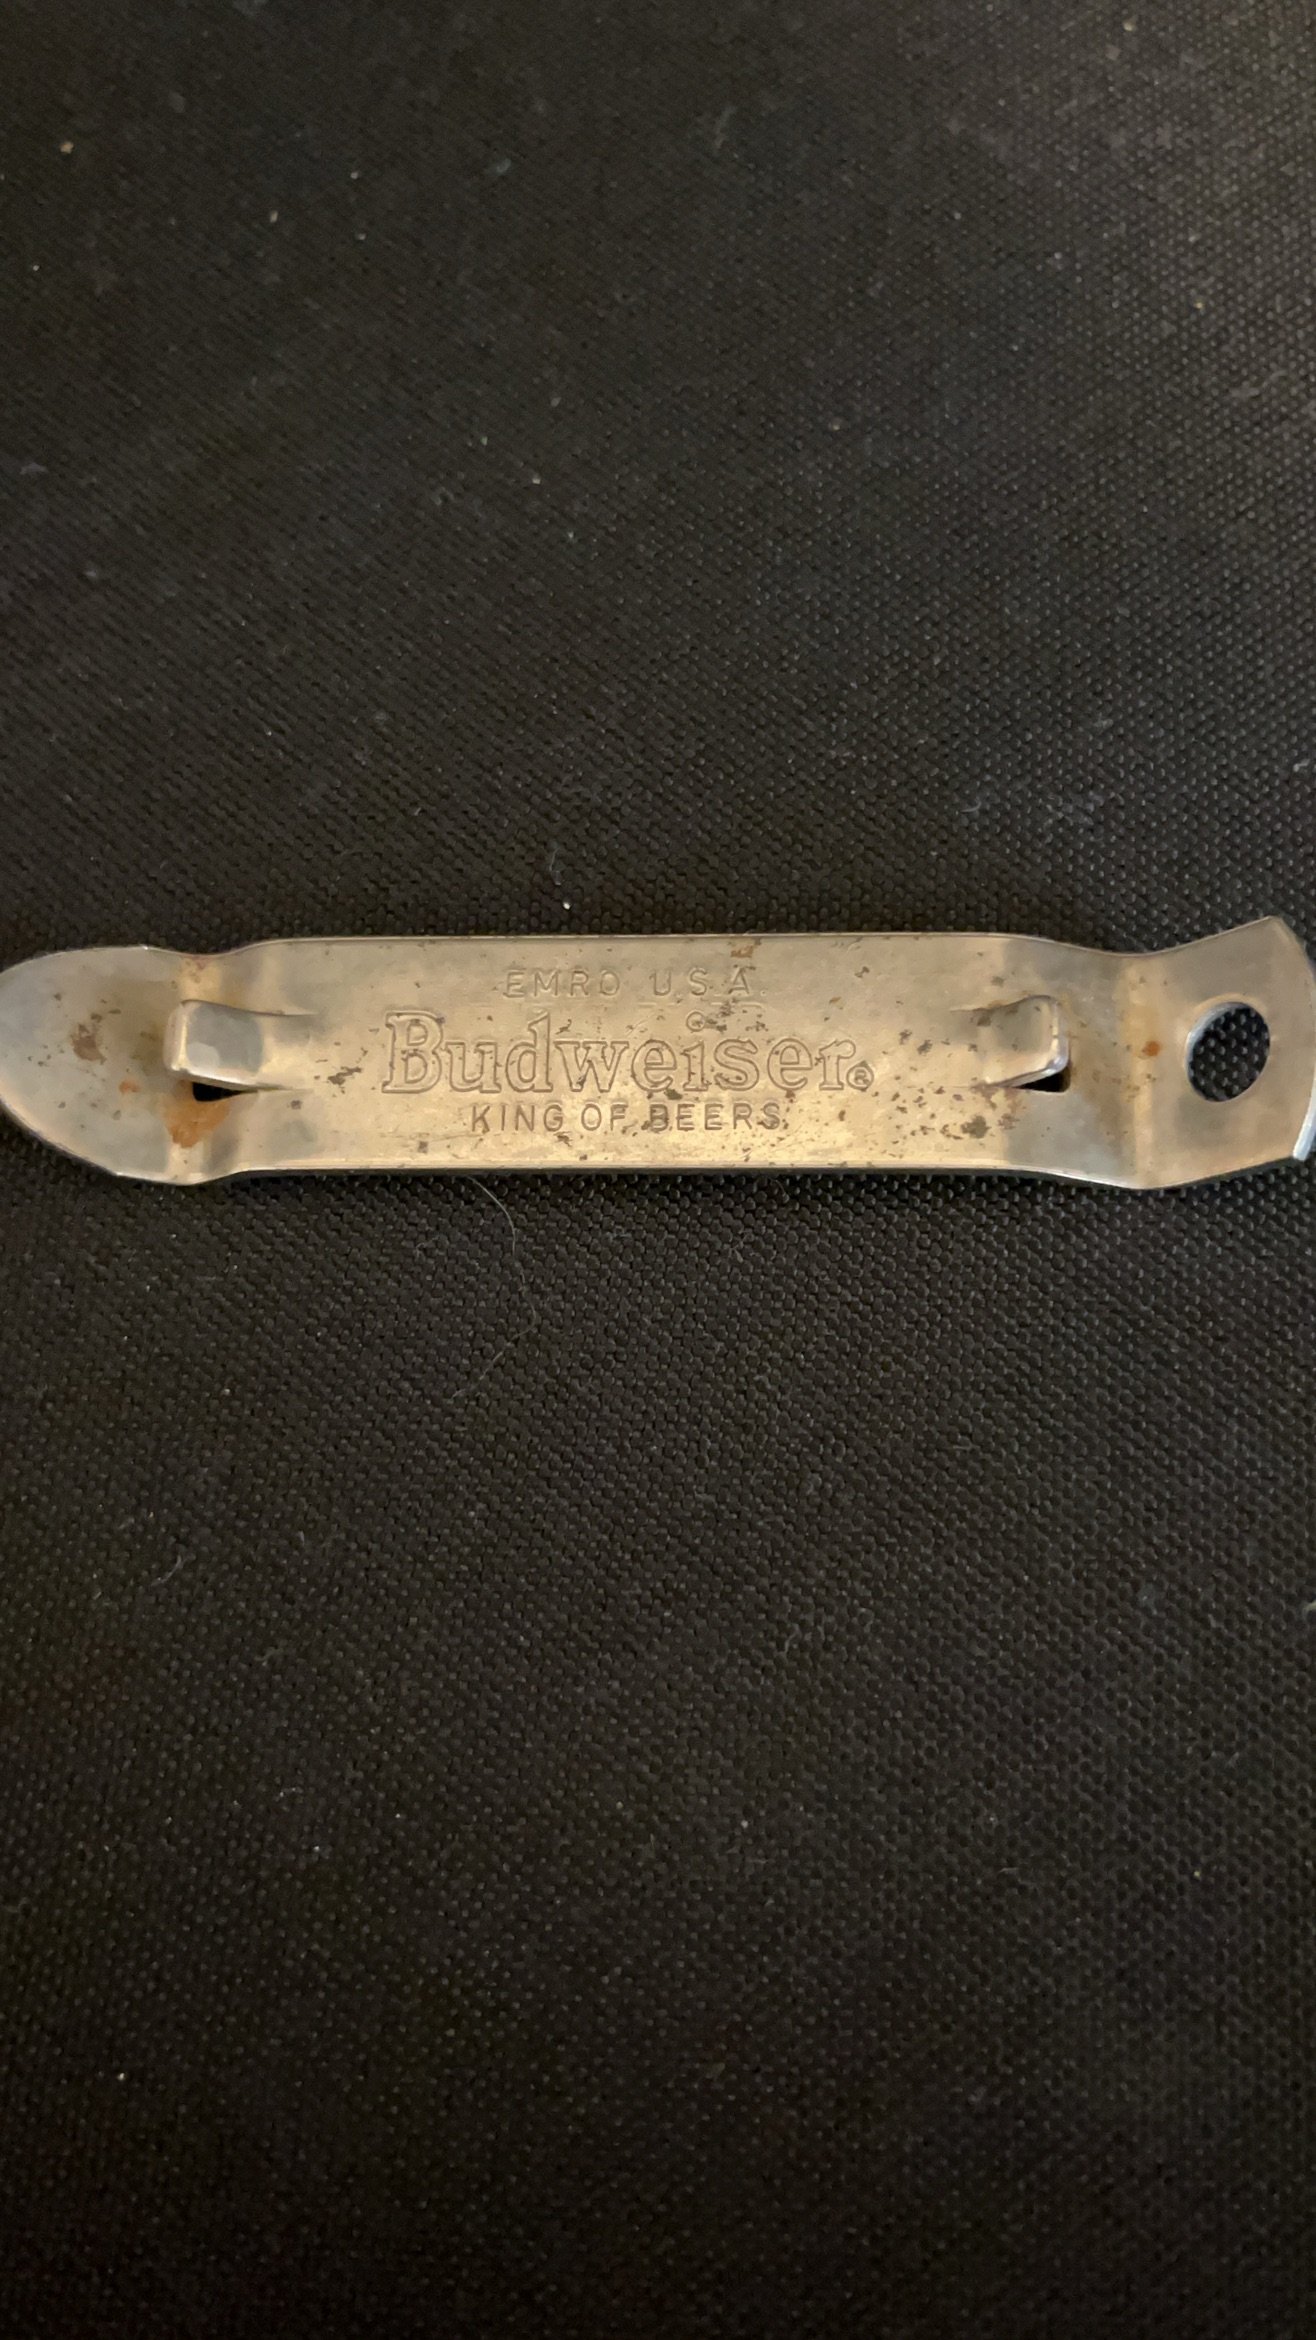 EMRO U.S.A.
Budweiser®
KING OF BEERS